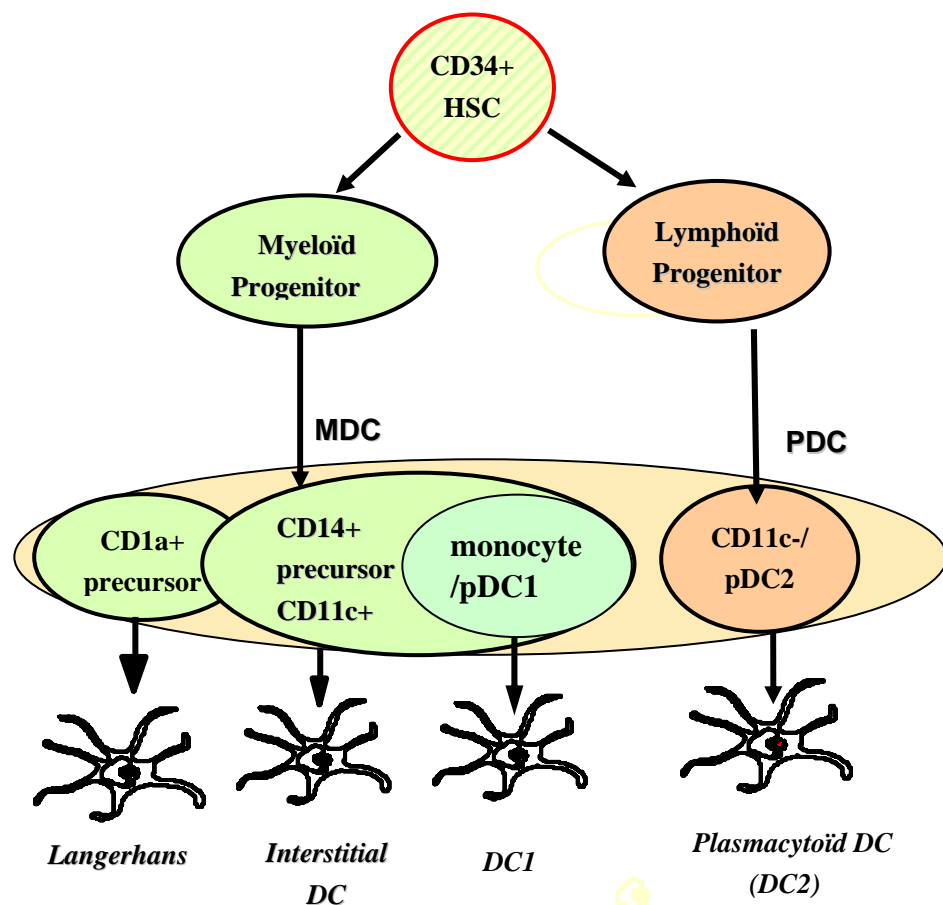 CD34+
HSC
Myeloïd
Progenitor
Lymphoïd
Progenitor
MDC
PDC
CD1a+
precursor
CD14+
precursor
CD11c+
monocyte
/pDC1
CD11c-/
pDC2
Langerhans
Interstitial
DC
DC1
Plasmacytoïd DC
(DC2)